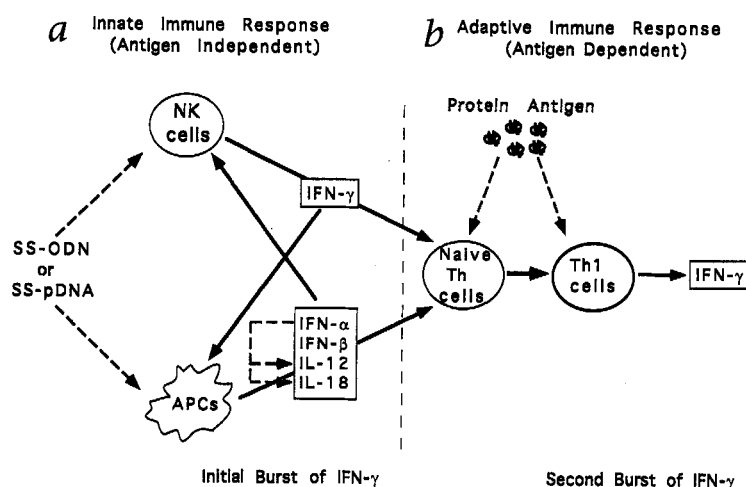 a Innate Immune Response
(Antigen Independent)
b Adaptive Immune Response
(Antigen Dependent)
NK
cells
IFN-γ
SS-ODN
or
SS-pDNA
IFN-α
IFN-β
IL-12
IL-18
APCs
Initial Burst of IFN-γ
Protein Antigen
Naive
Th
cells
Th1
cells
IFN-γ
Second Burst of IFN-γ